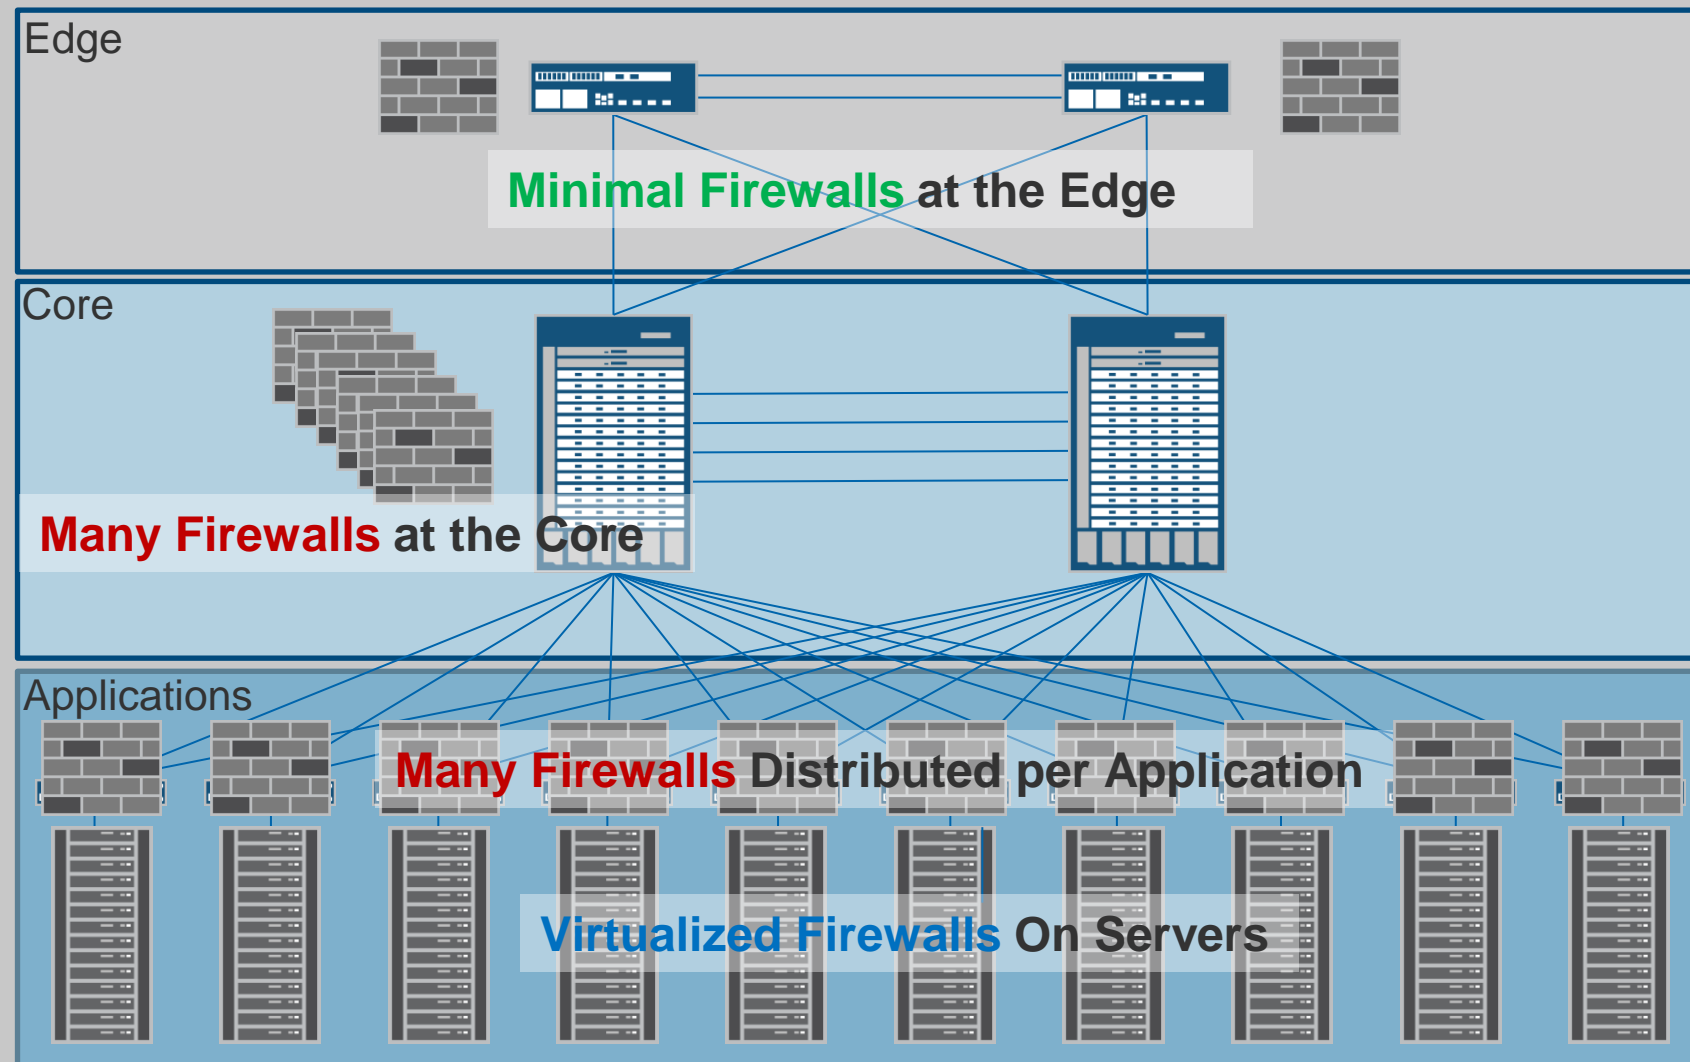 Edge
Minimal Firewalls at the Edge
Core
Many Firewalls at the Core
Applications
Many Firewalls Distributed per Application
Virtualized Firewalls On Servers